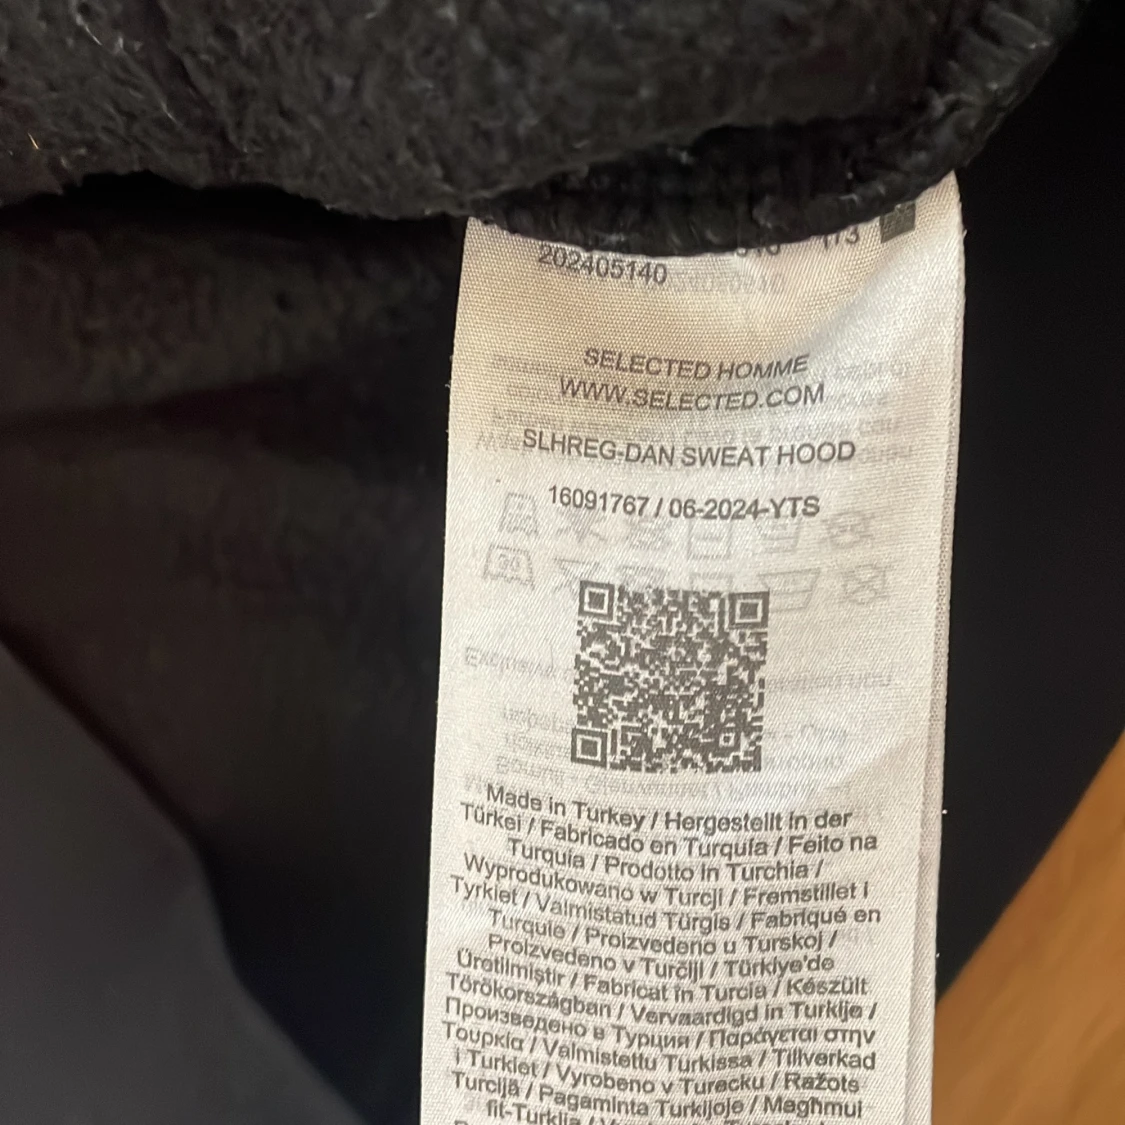 202405140
SELECTED HOMME
WWW.SELECTED.COM
SLHREG-DAN SWEAT HOOD
16091767 / 06-2024-YTS
Made in Turkey / Hergestellt in der
Türkei / Fabricado en Turquía / Feito na
Turquia / Prodotto in Turchia /
Wyprodukowano w Turcji / Fremstillet i
Tyrkiet / Valmistatud Türgis / Fabriqué en
Turquie / Proizvedeno u Turskoj /
Proizvedeno v Turčiji / Türkiye'de
Üretilmiştir / Fabricat în Turcia / Készült
Törökországban / Vervaardigd in Turkije /
Произведено в Турция / Παράγεται στην
Τουρκία / Valmistettu Turkissa / Tillverkad
i Turkiet / Vyrobeno v Turecku / Ražots
Turcijā / Pagaminta Turkijoje / Magħmul
fit-Turkija /